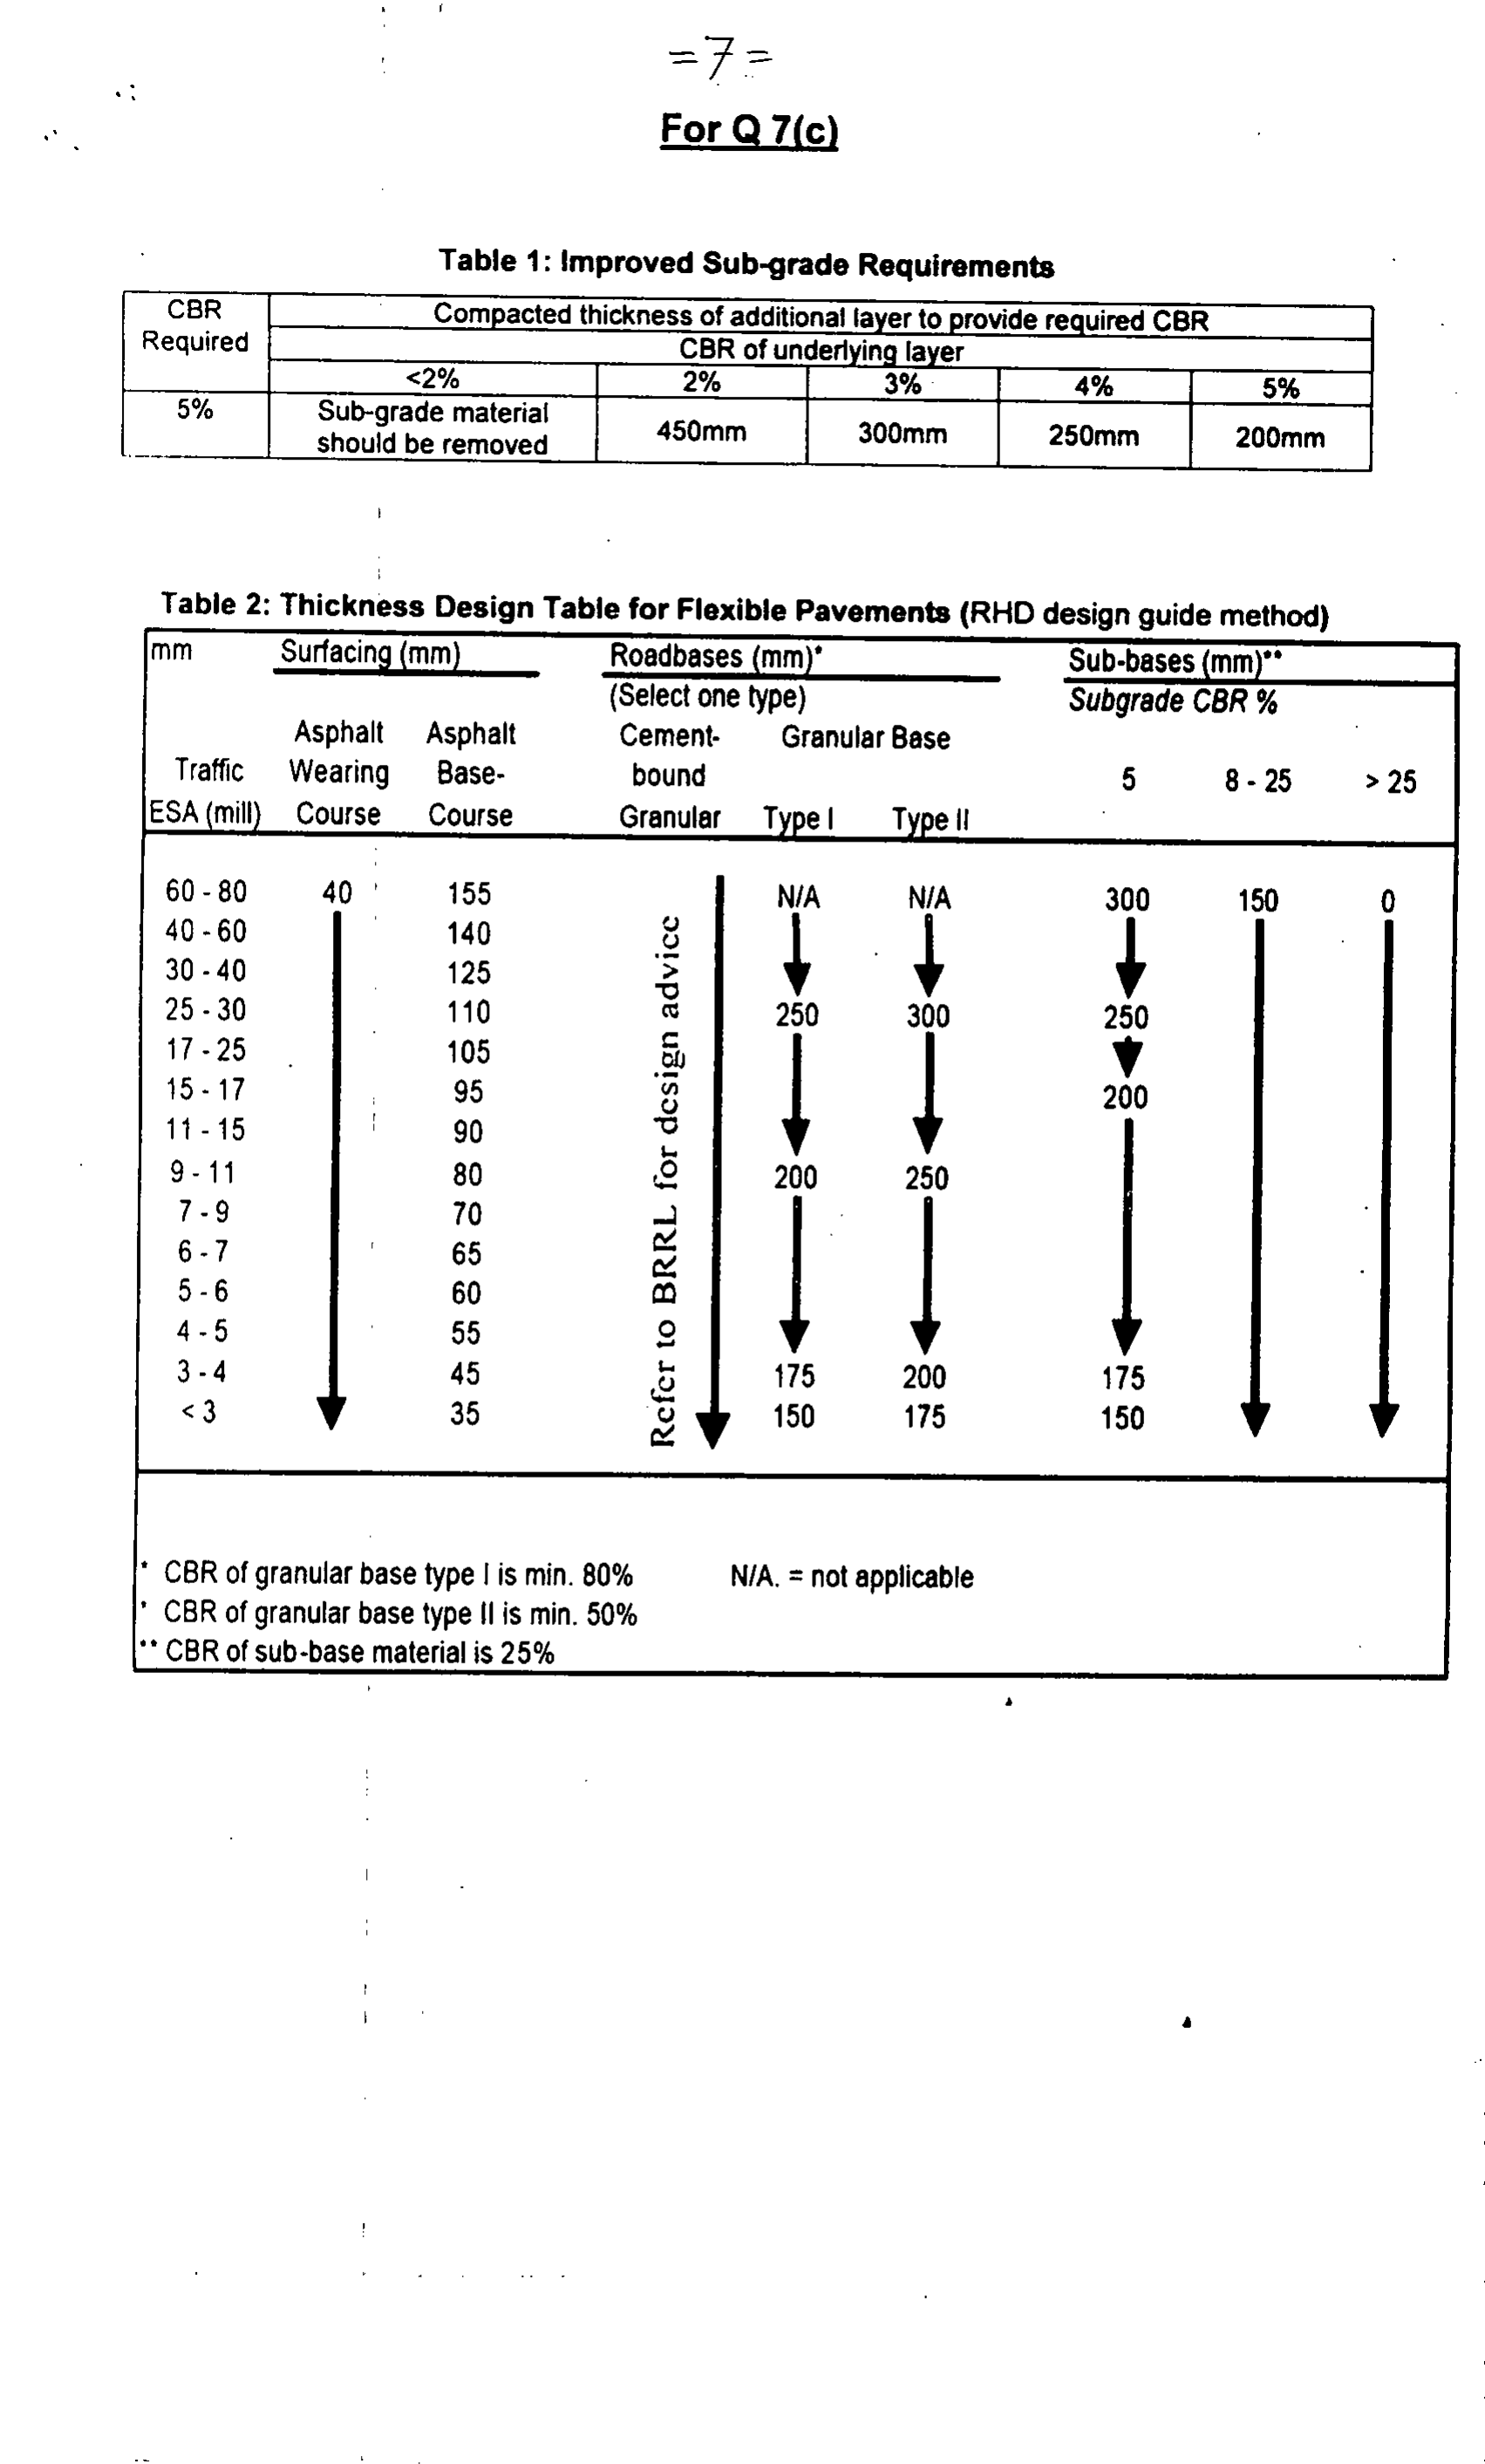 =7=
For Q 7(c)
Table 1: Improved Sub-grade Requirements
CBR Required
Compacted thickness of additional layer to provide required CBR
CBR of underlying layer
<2% 2% 3% 4% 5%
5% Sub-grade material should be removed 450mm 300mm 250mm 200mm
Table 2: Thickness Design Table for Flexible Pavements (RHD design guide method)
mm Surfacing (mm) Roadbases (mm)* Sub-bases (mm)**
(Select one type) Subgrade CBR %
Asphalt Asphalt Cement- Granular Base
Traffic Wearing Base- bound 5 8 - 25 > 25
ESA (mill) Course Course Granular Type I Type II
60 - 80 40 155 N/A N/A 300 150 0
40 - 60 140
30 - 40 125
25 - 30 110 250 300 250
17 - 25 105
15 - 17 95 200
11 - 15 90
9 - 11 80 200 250
7 - 9 70
6 - 7 65
5 - 6 60
4 - 5 55
3 - 4 45 175 200 175
< 3 35 150 175 150
Refer to BRRL for design advice
* CBR of granular base type I is min. 80% N/A. = not applicable
* CBR of granular base type II is min. 50%
** CBR of sub-base material is 25%